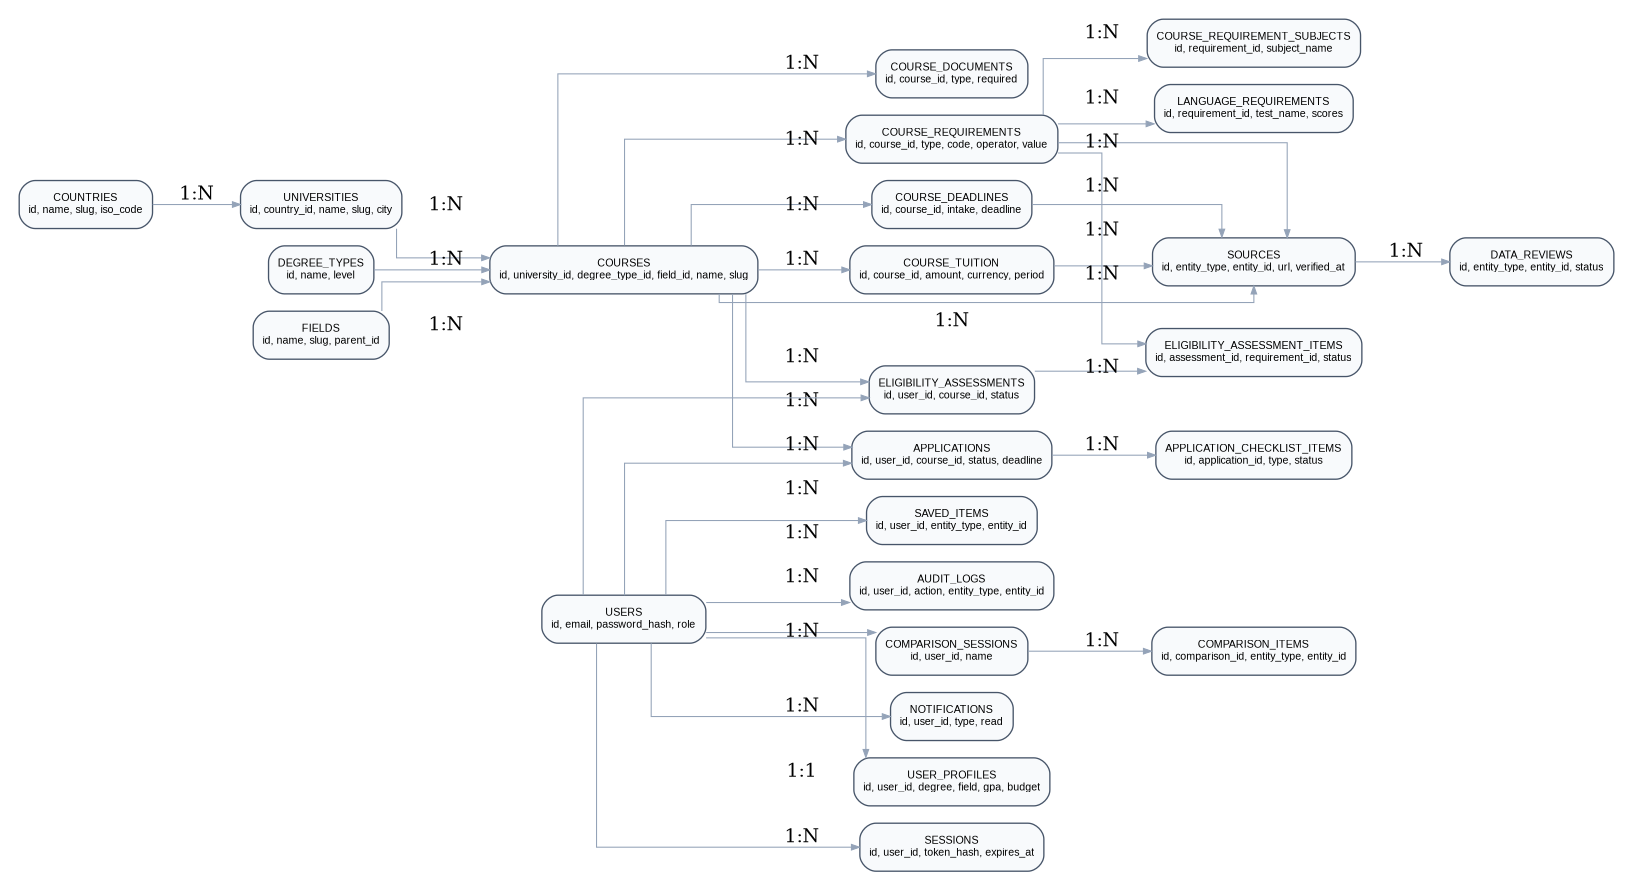 COUNTRIES
id, name, slug, iso_code
1:N
UNIVERSITIES
id, country_id, name, slug, city
1:N
DEGREE_TYPES
id, name, level
1:N
FIELDS
id, name, slug, parent_id
1:N
COURSES
id, university_id, degree_type_id, field_id, name, slug
1:N
COURSE_DOCUMENTS
id, course_id, type, required
1:N
COURSE_REQUIREMENTS
id, course_id, type, code, operator, value
1:N
COURSE_DEADLINES
id, course_id, intake, deadline
1:N
COURSE_TUITION
id, course_id, amount, currency, period
1:N
1:N
ELIGIBILITY_ASSESSMENTS
id, user_id, course_id, status
1:N
1:N
APPLICATIONS
id, user_id, course_id, status, deadline
1:N
SAVED_ITEMS
id, user_id, entity_type, entity_id
1:N
AUDIT_LOGS
id, user_id, action, entity_type, entity_id
1:N
USERS
id, email, password_hash, role
1:N
COMPARISON_SESSIONS
id, user_id, name
1:N
NOTIFICATIONS
id, user_id, type, read
1:N
USER_PROFILES
id, user_id, degree, field, gpa, budget
1:1
SESSIONS
id, user_id, token_hash, expires_at
1:N
COURSE_REQUIREMENT_SUBJECTS
id, requirement_id, subject_name
1:N
LANGUAGE_REQUIREMENTS
id, requirement_id, test_name, scores
1:N
1:N
1:N
1:N
SOURCES
id, entity_type, entity_id, url, verified_at
1:N
1:N
DATA_REVIEWS
id, entity_type, entity_id, status
ELIGIBILITY_ASSESSMENT_ITEMS
id, assessment_id, requirement_id, status
1:N
APPLICATION_CHECKLIST_ITEMS
id, application_id, type, status
1:N
COMPARISON_ITEMS
id, comparison_id, entity_type, entity_id